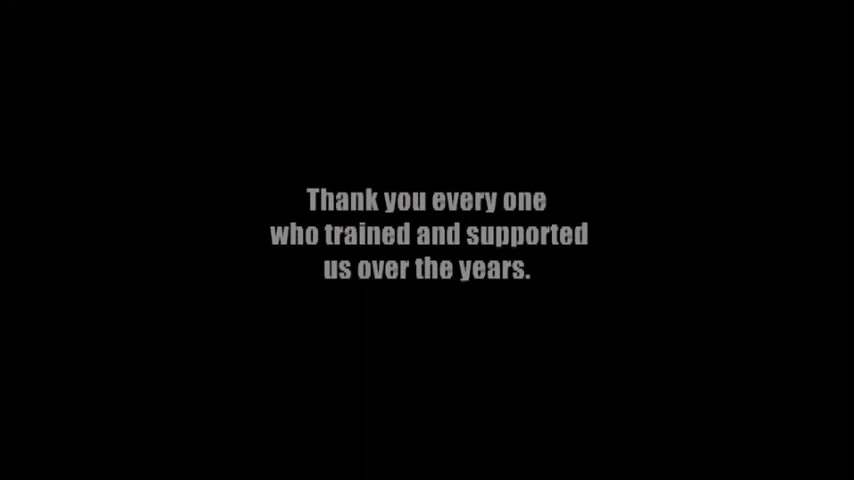 Thank you every one
who trained and supported
us over the years.